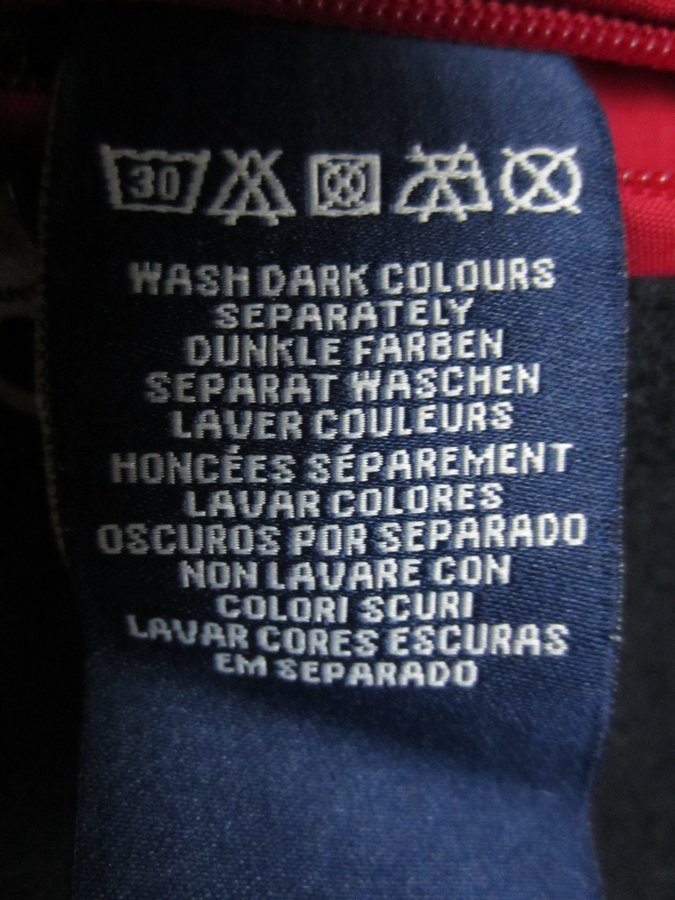 30
WASH DARK COLOURS
SEPARATELY
DUNKLE FARBEN
SEPARAT WASCHEN
LAVER COULEURS
HONCÉES SÉPAREMENT
LAVAR COLORES
OSCUROS POR SEPARADO
NON LAVARE CON
COLORI SCURI
LAVAR CORES ESCURAS
EM SEPARADO